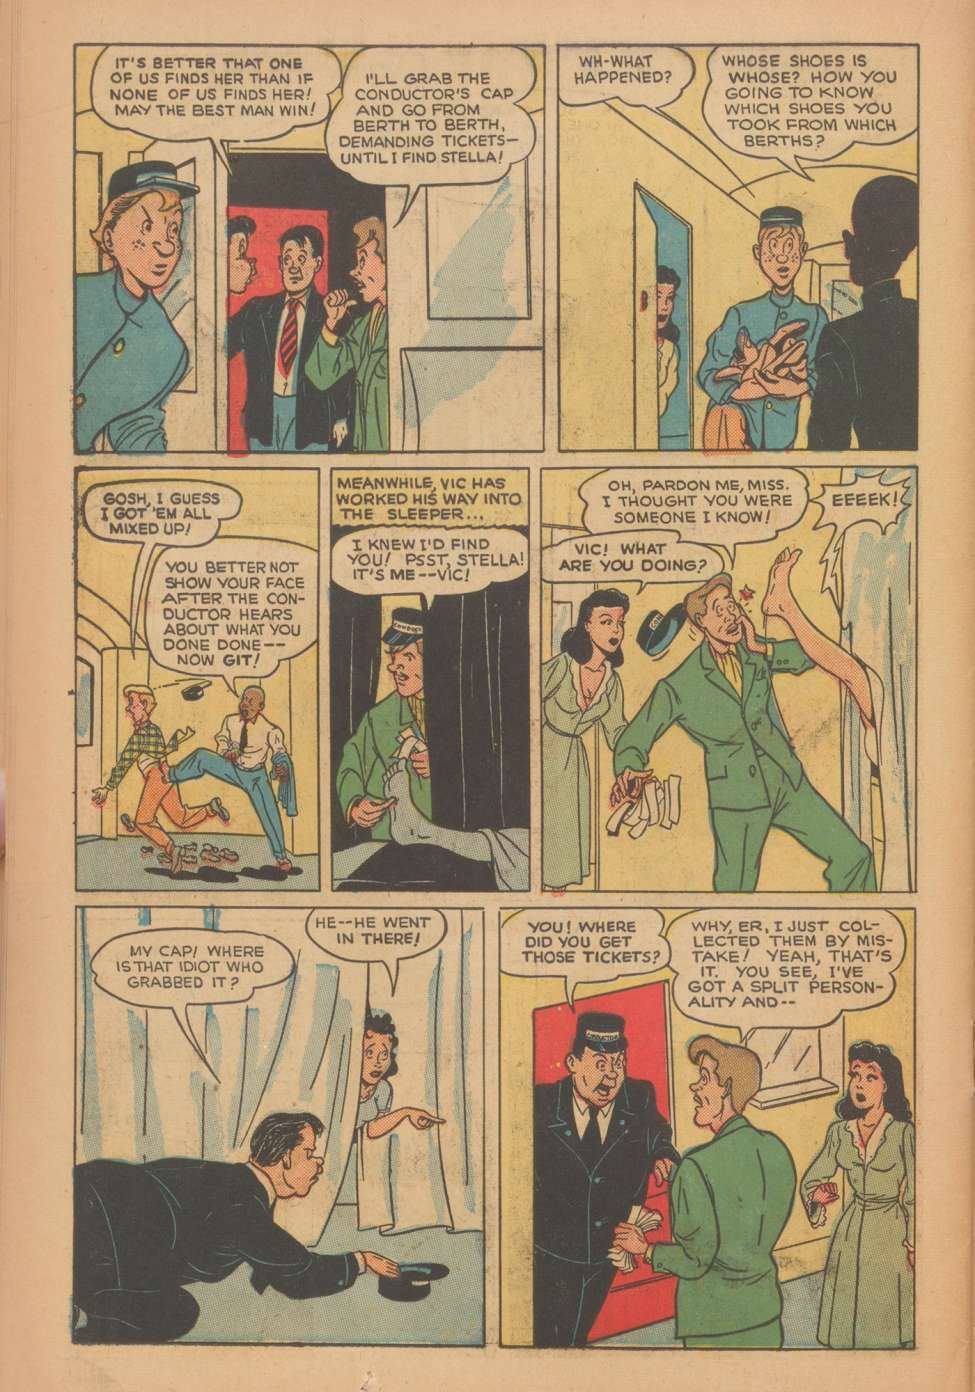 IT'S BETTER THAT ONE
OF US FINDS HER THAN IF
NONE OF US FINDS HER!
MAY THE BEST MAN WIN!
I'LL GRAB THE
CONDUCTOR'S CAP
AND GO FROM
BERTH TO BERTH,
DEMANDING TICKETS—
UNTIL I FIND STELLA!
WH-WHAT
HAPPENED?
WHOSE SHOES IS
WHOSE? HOW YOU
GOING TO KNOW
WHICH SHOES YOU
TOOK FROM WHICH
BERTHS?
GOSH, I GUESS
I GOT 'EM ALL
MIXED UP!
YOU BETTER NOT
SHOW YOUR FACE
AFTER THE CON-
DUCTOR HEARS
ABOUT WHAT YOU
DONE DONE--
NOW GIT!
MEANWHILE, VIC HAS
WORKED HIS WAY INTO
THE SLEEPER...
I KNEW I'D FIND
YOU! PSST, STELLA!
IT'S ME--VIC!
OH, PARDON ME, MISS.
I THOUGHT YOU WERE
SOMEONE I KNOW!
EEEEK!
VIC! WHAT
ARE YOU DOING?
MY CAP! WHERE
IS THAT IDIOT WHO
GRABBED IT?
HE--HE WENT
IN THERE!
YOU! WHERE
DID YOU GET
THOSE TICKETS?
WHY, ER, I JUST COL-
LECTED THEM BY MIS-
TAKE! YEAH, THAT'S
IT. YOU SEE, I'VE
GOT A SPLIT PERSON-
ALITY AND--